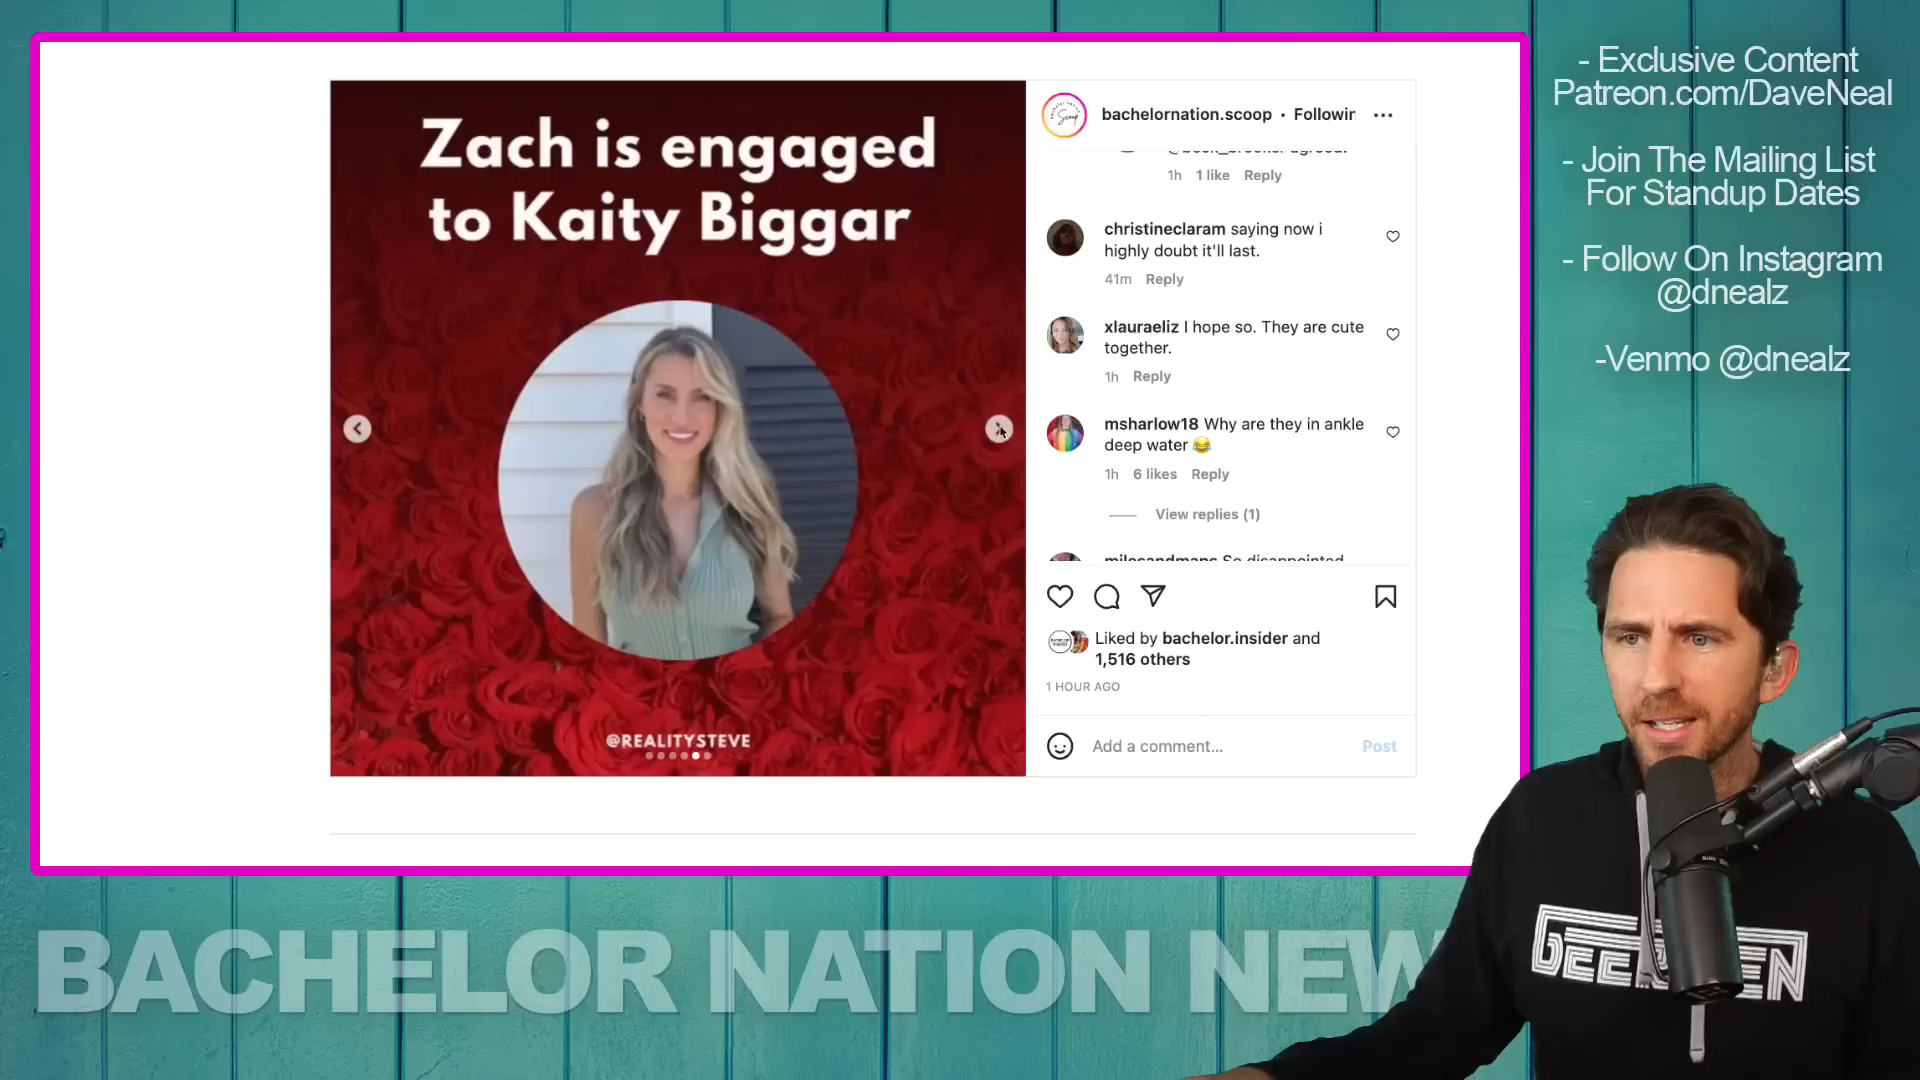 Zach is engaged
to Kaity Biggar
@REALITYSTEVE
bachelornation.scoop • Followin
1h 1 like Reply
christineclaram saying now i
highly doubt it'll last.
41m Reply
xlauraeliz I hope so. They are cute
together.
1h Reply
msharlow18 Why are they in ankle
deep water 😂
1h 6 likes Reply
View replies (1)
Liked by bachelor.insider and
1,516 others
1 HOUR AGO
Add a comment...
Post
- Exclusive Content
Patreon.com/DaveNeal
- Join The Mailing List
For Standup Dates
- Follow On Instagram
@dnealz
-Venmo @dnealz
BACHELOR NATION NEW